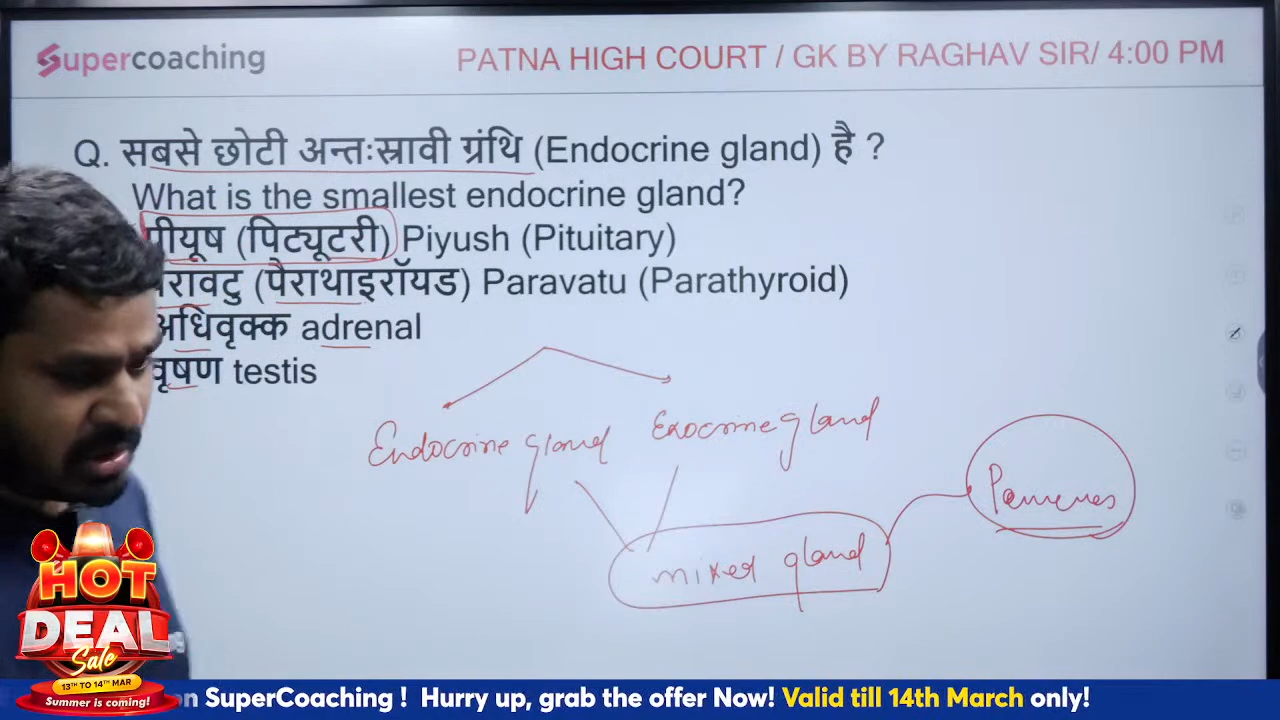 Supercoaching
PATNA HIGH COURT / GK BY RAGHAV SIR/ 4:00 PM
Q. सबसे छोटी अन्तःस्रावी ग्रंथि (Endocrine gland) है ?
What is the smallest endocrine gland?
पीयूष (पिट्यूटरी) Piyush (Pituitary)
परावटु (पैराथाइरॉयड) Paravatu (Parathyroid)
अधिवृक्क adrenal
वृषण testis
Endocrine gland
Exocrine gland
mixed gland
HOT
DEAL
Sale
13TH TO 14TH MAR
Summer is coming!
on SuperCoaching ! Hurry up, grab the offer Now! Valid till 14th March only!